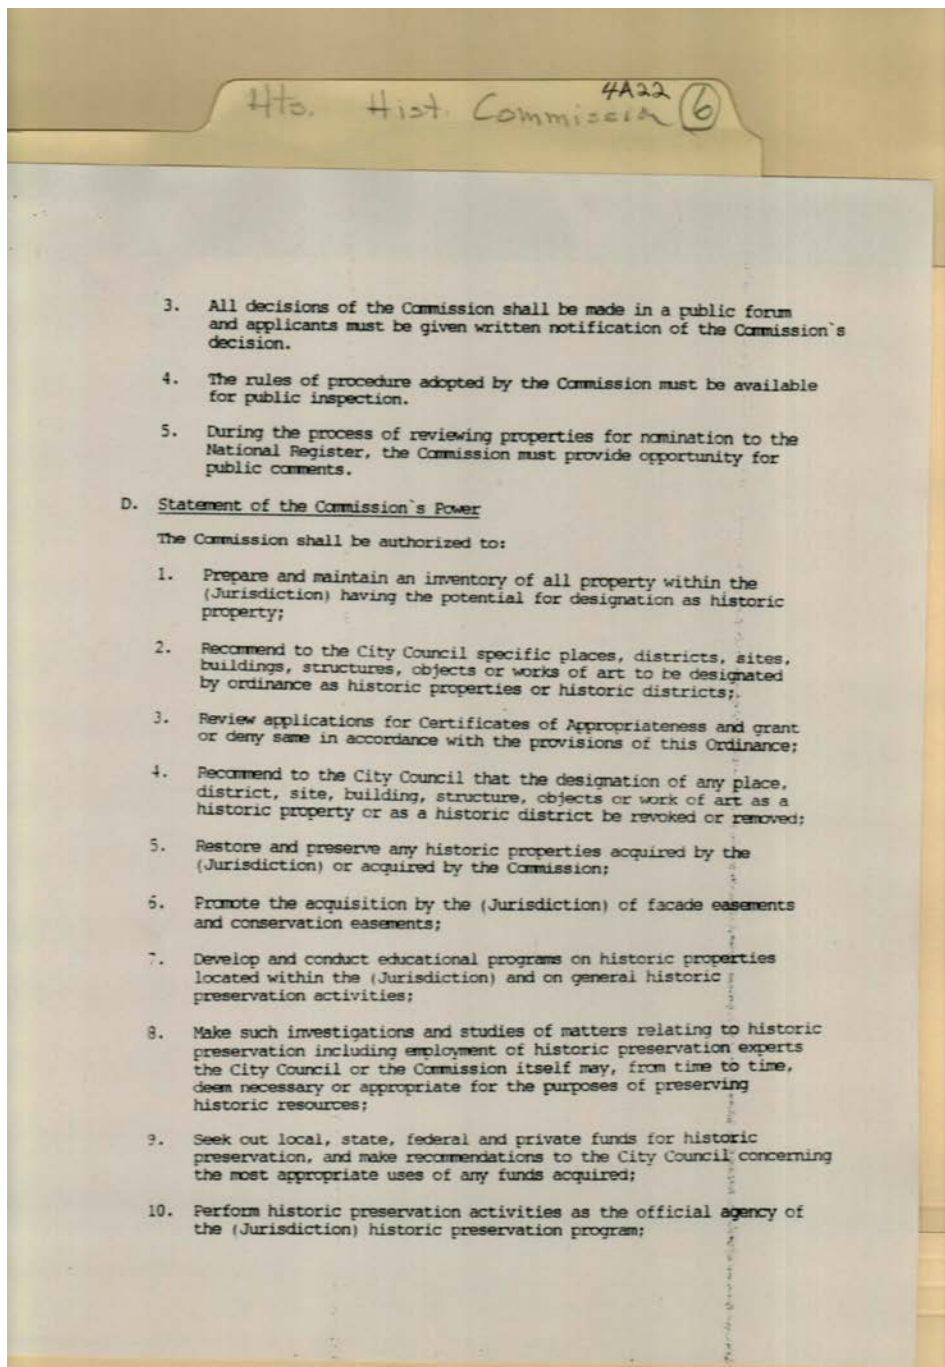 4A22
Hts. Hist. Commission 6
3. All decisions of the Commission shall be made in a public forum
and applicants must be given written notification of the Commission`s
decision.
4. The rules of procedure adopted by the Commission must be available
for public inspection.
5. During the process of reviewing properties for nomination to the
National Register, the Commission must provide opportunity for
public comments.
D. Statement of the Commission`s Power
The Commission shall be authorized to:
1. Prepare and maintain an inventory of all property within the
(Jurisdiction) having the potential for designation as historic
property;
2. Recommend to the City Council specific places, districts, sites,
buildings, structures, objects or works of art to be designated
by ordinance as historic properties or historic districts;
3. Review applications for Certificates of Appropriateness and grant
or deny same in accordance with the provisions of this Ordinance;
4. Recommend to the City Council that the designation of any place,
district, site, building, structure, objects or work of art as a
historic property or as a historic district be revoked or removed;
5. Restore and preserve any historic properties acquired by the
(Jurisdiction) or acquired by the Commission;
6. Promote the acquisition by the (Jurisdiction) of facade easements
and conservation easements;
7. Develop and conduct educational programs on historic properties
located within the (Jurisdiction) and on general historic
preservation activities;
8. Make such investigations and studies of matters relating to historic
preservation including employment of historic preservation experts
the City Council or the Commission itself may, from time to time,
deem necessary or appropriate for the purposes of preserving
historic resources;
9. Seek out local, state, federal and private funds for historic
preservation, and make recommendations to the City Council concerning
the most appropriate uses of any funds acquired;
10. Perform historic preservation activities as the official agency of
the (Jurisdiction) historic preservation program;